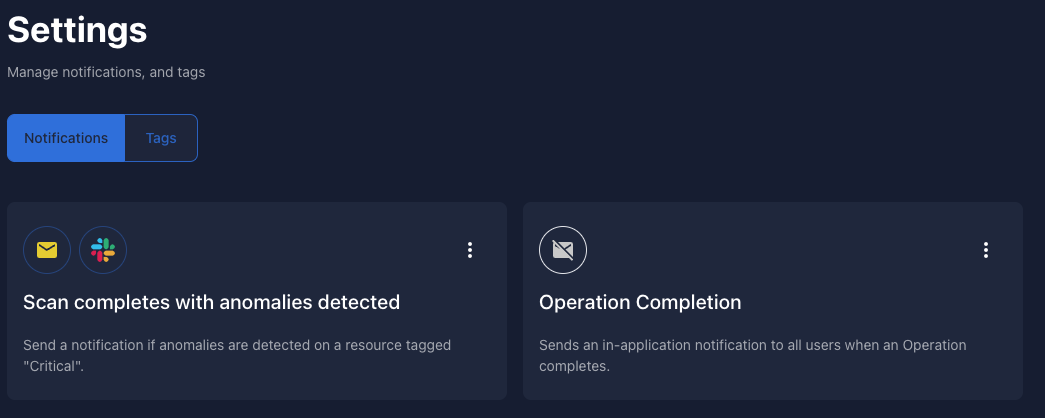 Settings
Manage notifications, and tags
Notifications
Tags
Scan completes with anomalies detected
Send a notification if anomalies are detected on a resource tagged
"Critical".
Operation Completion
Sends an in-application notification to all users when an Operation
completes.